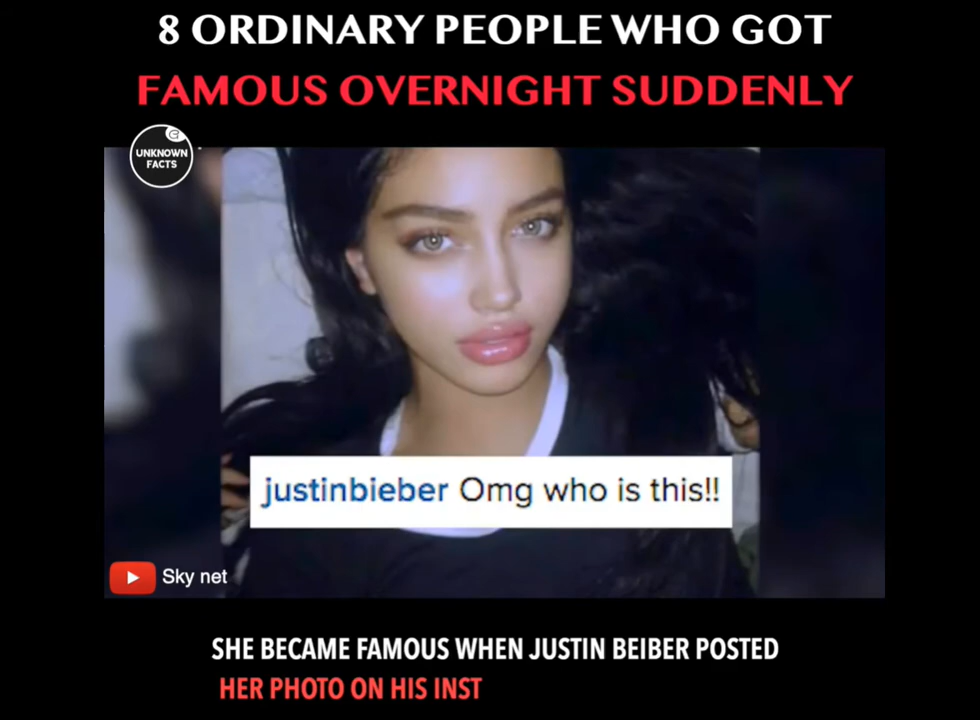 8 ORDINARY PEOPLE WHO GOT
FAMOUS OVERNIGHT SUDDENLY
UNKNOWN
FACTS
justinbieber Omg who is this!!
Sky net
SHE BECAME FAMOUS WHEN JUSTIN BEIBER POSTED
HER PHOTO ON HIS INST